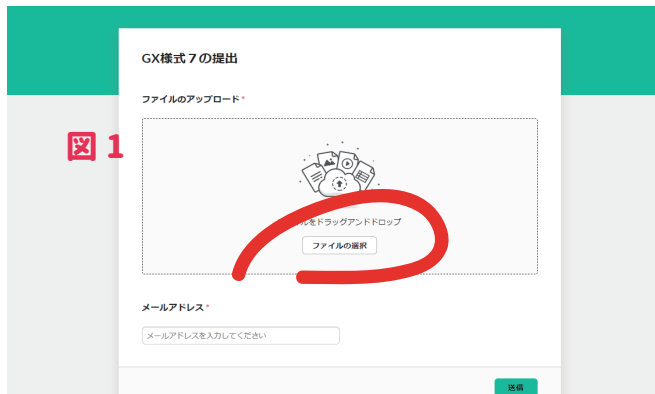 GX様式７の提出
ファイルのアップロード *
図 1
ルをドラッグアンドドロップ
ファイルの選択
メールアドレス *
メールアドレスを入力してください
送信